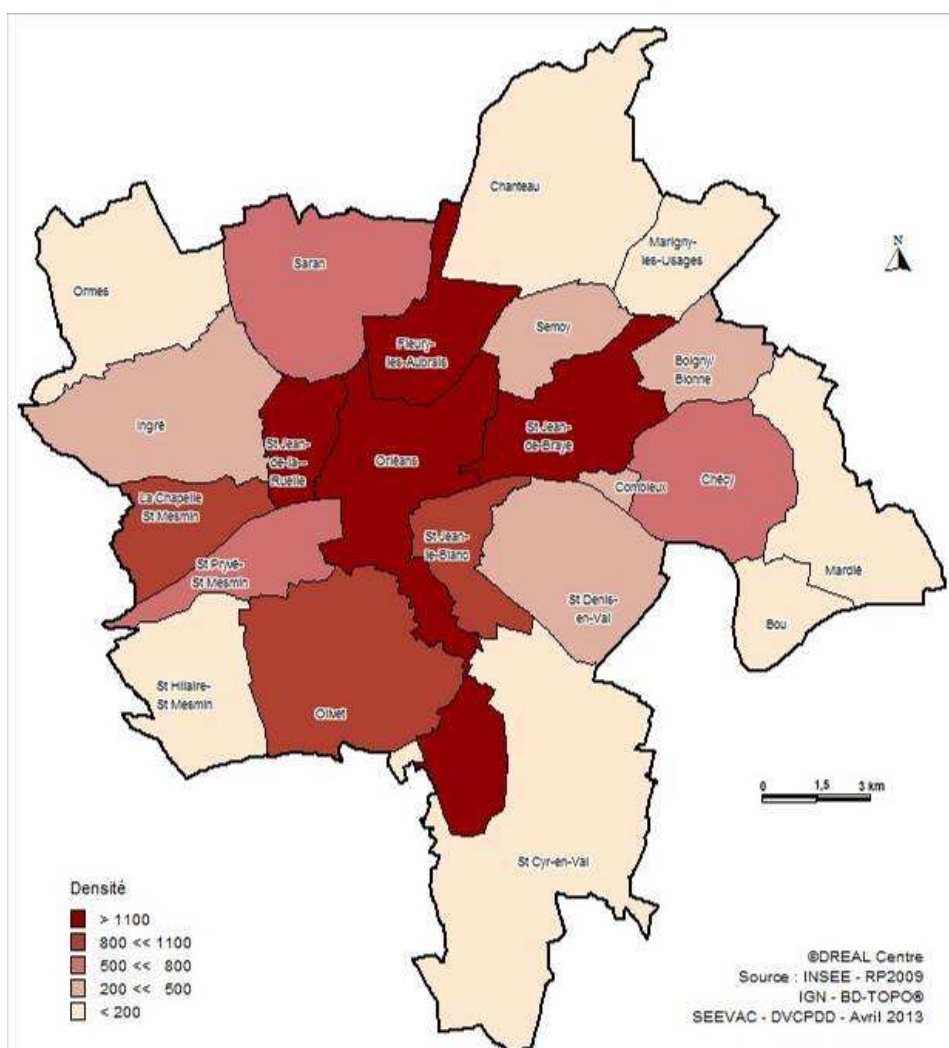 Chanteau
Marigny-
les-Usages
N
Saran
Ormes
Semoy
Fleury-
les-Aubrais
Boigny/
Bionne
Ingré
St Jean-
de-la-
Ruelle
Orléans
St Jean-
de-Braye
Combleux
Chécy
La Chapelle
St Mesmin
St Jean-
le-Blanc
St Pryvé-
St Mesmin
Mardié
St Denis-
en-Val
Bou
St Hilaire-
St Mesmin
Olivet
0 1,5 3 km
St Cyr-en-Val
Densité
> 1100
800 << 1100
500 << 800
200 << 500
< 200
©DREAL Centre
Source : INSEE - RP2009
IGN - BD-TOPO®
SEEVAC - DVCPDD - Avril 2013